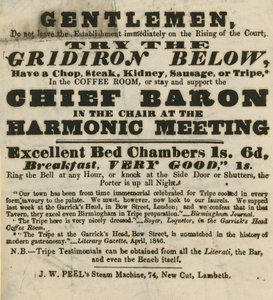 GENTLEMEN,
Do not leave the Establishment immediately on the Rising of the Court,
TRY THE
GRIDIRON BELOW,
Have a Chop, Steak, Kidney, Sausage, or Tripe,"
In the COFFEE ROOM, or stay and support the
CHIEF BARON
IN THE CHAIR AT THE
HARMONIC MEETING
Excellent Bed Chambers 1s. 6d,
Breakfast, VERY GOOD," 1s.
Ring the Bell at any Hour, or knock at the Side Door or Shutters, the
Porter is up all Night.
"Our town has been from time immemorial celebrated for Tripe cooked in every
form savoury to the palate. We must, however, now look to our laurels. We supped
last week at the Garrick's Head, in Bow Street, London; and we confess that in that
Tavern, they excel even Birmingham in Tripe preparation."—Birmingham Journal.
"The Tripe here is very nicely dressed."—Soyer, Loquitor, in the Garrick's Head
Coffee Room.
"The Tripe at the Garrick's Head, Bow Street, is unmatched in the history of
modern gastronomy."—Literary Gazette, April, 1846.
N.B.—Tripe Testimonials can be obtained from all the Literati, the Bar,
and even the Bench itself.
J. W. PEEL's Steam Machine, 74, New Cut, Lambeth.